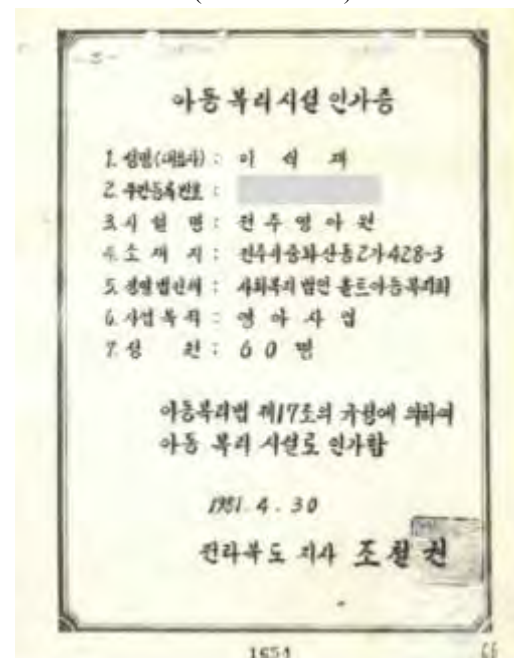 아동 복리 시설 인가증
1. 성명(대표자) : 이 석 재
2. 주민등록번호 :
3. 시 설 명 : 전 주 영 아 원
4. 소 재 지 : 전주시중화산동2가428-3
5. 경영법인체 : 사회복지 법인 홀트아동복지회
6. 사업 목적 : 영 아 사 업
7. 정 원 : 6 0 명
아동복리법 제17조의 규정에 의하여
아동 복리 시설로 인가함
1981. 4. 30
전라북도 지사 조철권
1654
66